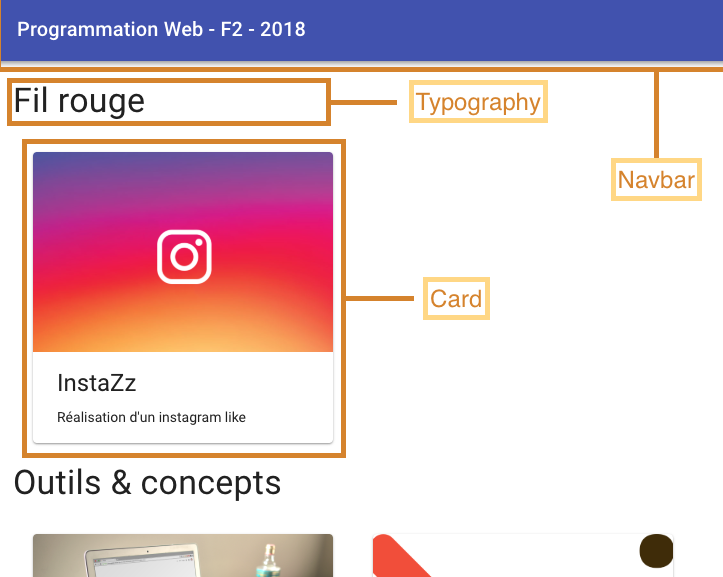 Programmation Web - F2 - 2018
Fil rouge
Typography
Navbar
Card
InstaZz
Réalisation d'un instagram like
Outils & concepts